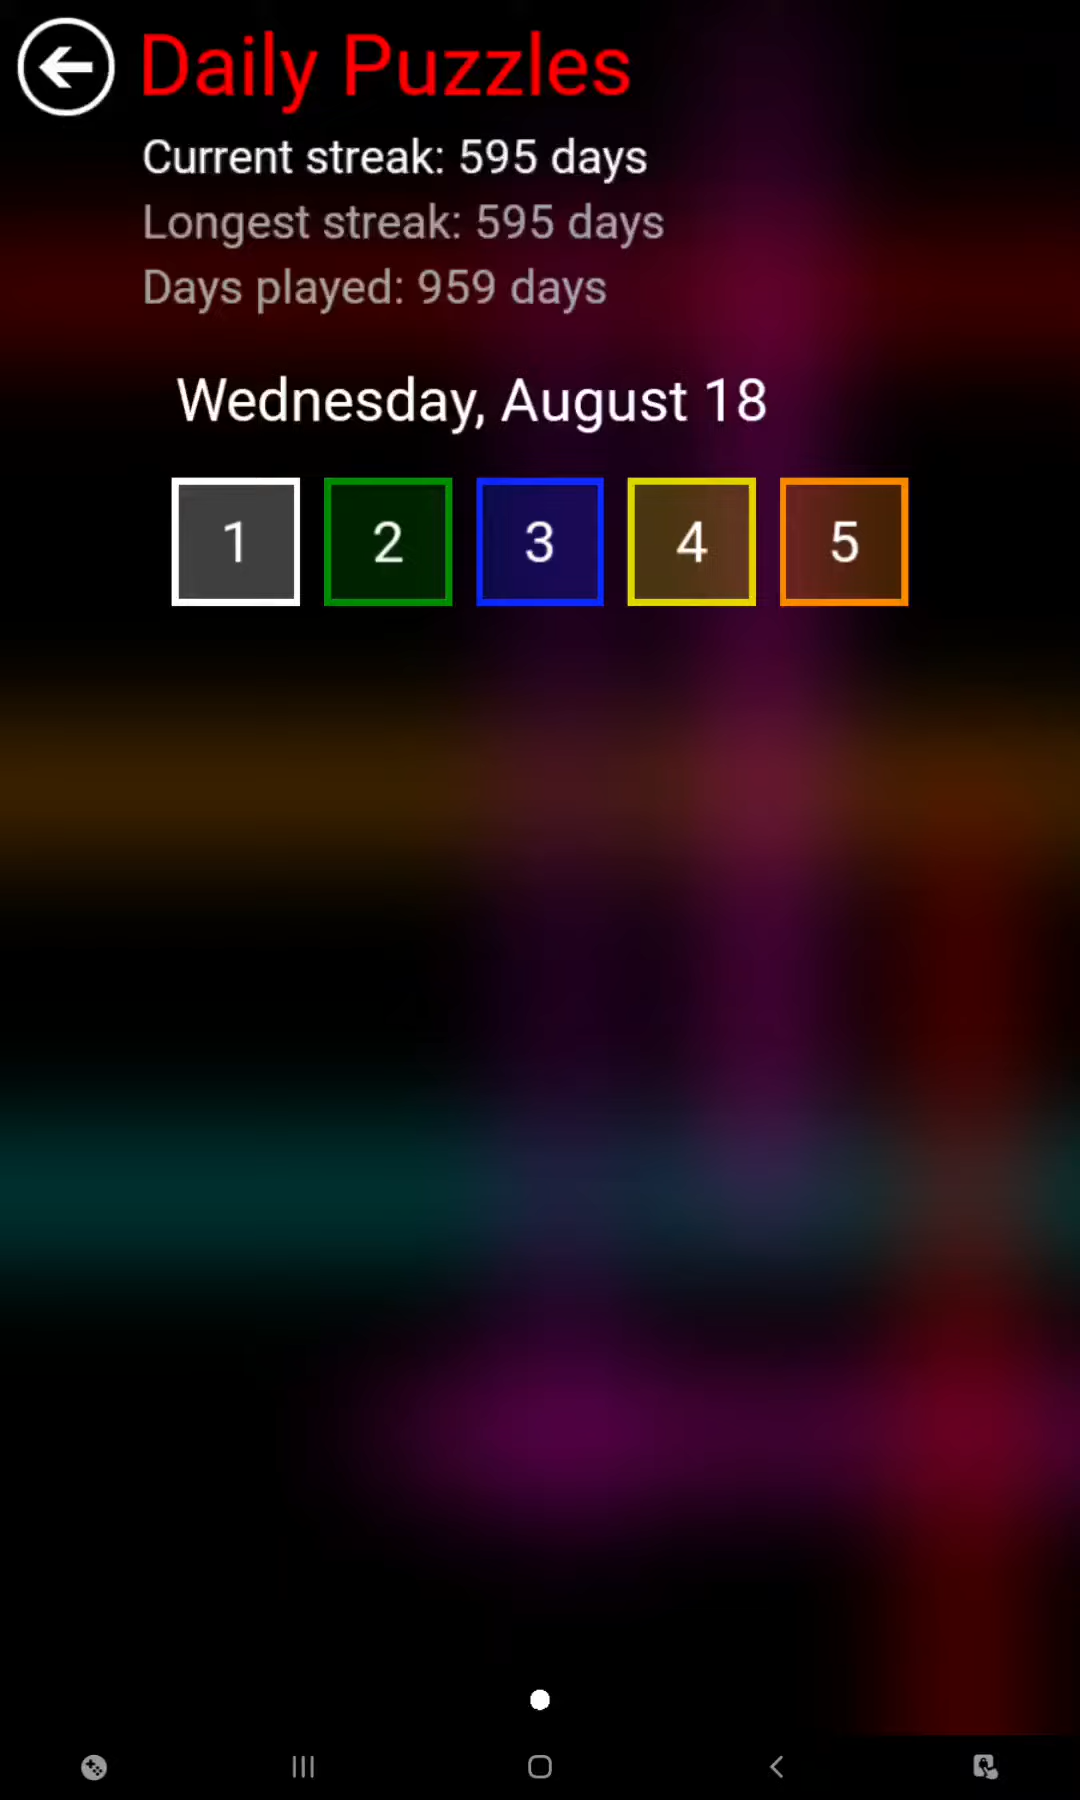 Daily Puzzles
Current streak: 595 days
Longest streak: 595 days
Days played: 959 days
Wednesday, August 18
1 2 3 4 5